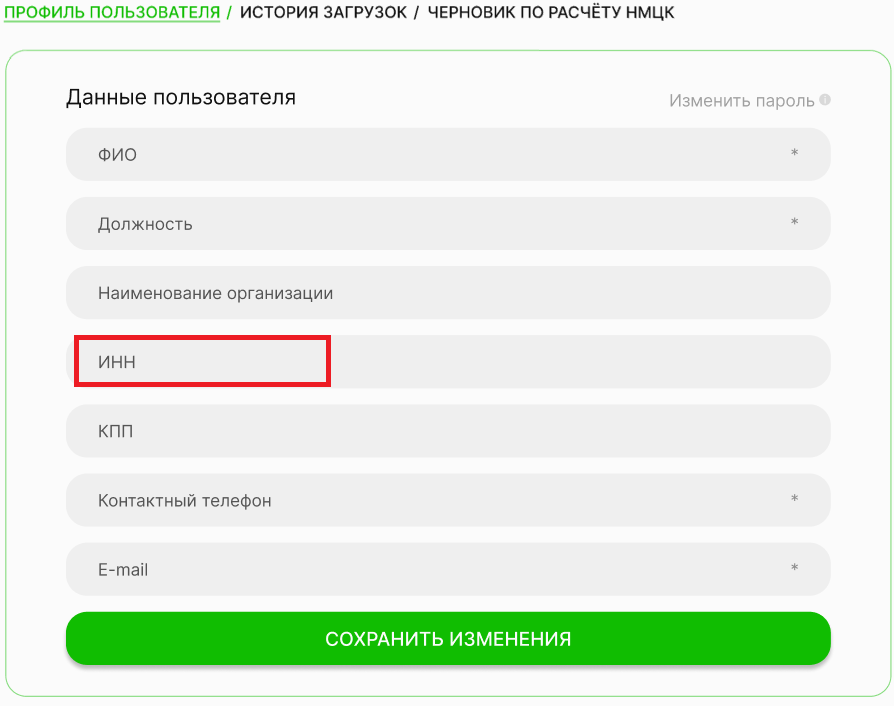 ПРОФИЛЬ ПОЛЬЗОВАТЕЛЯ / ИСТОРИЯ ЗАГРУЗОК / ЧЕРНОВИК ПО РАСЧЁТУ НМЦК
Данные пользователя Изменить пароль
ФИО *
Должность *
Наименование организации
ИНН
КПП
Контактный телефон *
E-mail *
СОХРАНИТЬ ИЗМЕНЕНИЯ